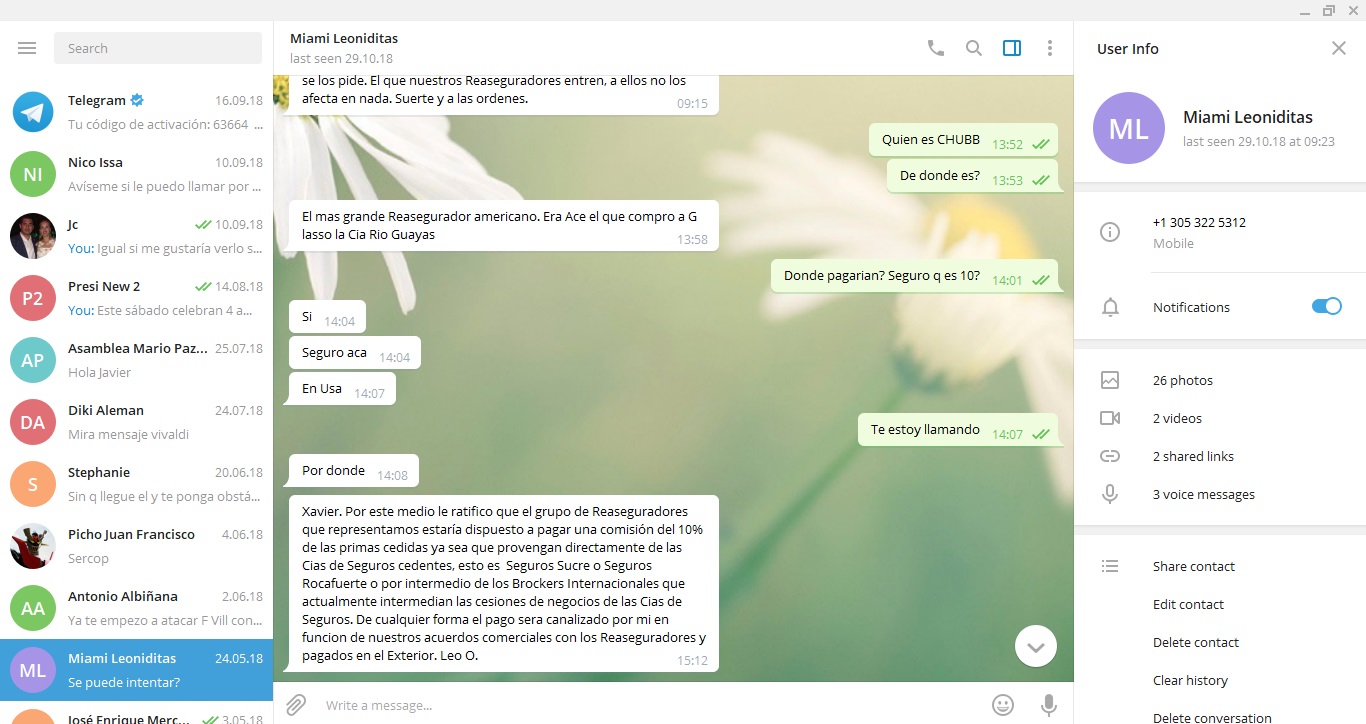 Search
Telegram 16.09.18
Tu código de activación: 63664 ...
NI
Nico Issa 10.09.18
Avíseme si le puedo llamar por ...
Jc 10.09.18
You: Igual si me gustaría verlo s...
P2
Presi New 2 14.08.18
You: Este sábado celebran 4 a...
AP
Asamblea Mario Paz... 25.07.18
Hola Javier
DA
Diki Aleman 24.07.18
Mira mensaje vivaldi
S
Stephanie 20.06.18
Sin q llegue el y te ponga obstá...
Picho Juan Francisco 4.06.18
Sercop
AA
Antonio Albiñana 2.06.18
Ya te empezo a atacar F Vill con...
ML
Miami Leoniditas 24.05.18
Se puede intentar?
José Enrique Merc... 3.05.18
Miami Leoniditas
last seen 29.10.18
se los pide. El que nuestros Reaseguradores entren, a ellos no los
afecta en nada. Suerte y a las ordenes. 09:15
Quien es CHUBB 13:52
De donde es? 13:53
El mas grande Reasegurador americano. Era Ace el que compro a G
lasso la Cia Rio Guayas 13:58
Donde pagarian? Seguro q es 10? 14:01
Si 14:04
Seguro aca 14:04
En Usa 14:07
Te estoy llamando 14:07
Por donde 14:08
Xavier. Por este medio le ratifico que el grupo de Reaseguradores
que representamos estaría dispuesto a pagar una comisión del 10%
de las primas cedidas ya sea que provengan directamente de las
Cias de Seguros cedentes, esto es Seguros Sucre o Seguros
Rocafuerte o por intermedio de los Brockers Internacionales que
actualmente intermedian las cesiones de negocios de las Cias de
Seguros. De cualquier forma el pago sera canalizado por mi en
funcion de nuestros acuerdos comerciales con los Reaseguradores y
pagados en el Exterior. Leo O. 15:12
Write a message...
User Info
ML
Miami Leoniditas
last seen 29.10.18 at 09:23
+1 305 322 5312
Mobile
Notifications
26 photos
2 videos
2 shared links
3 voice messages
Share contact
Edit contact
Delete contact
Clear history
Delete conversation